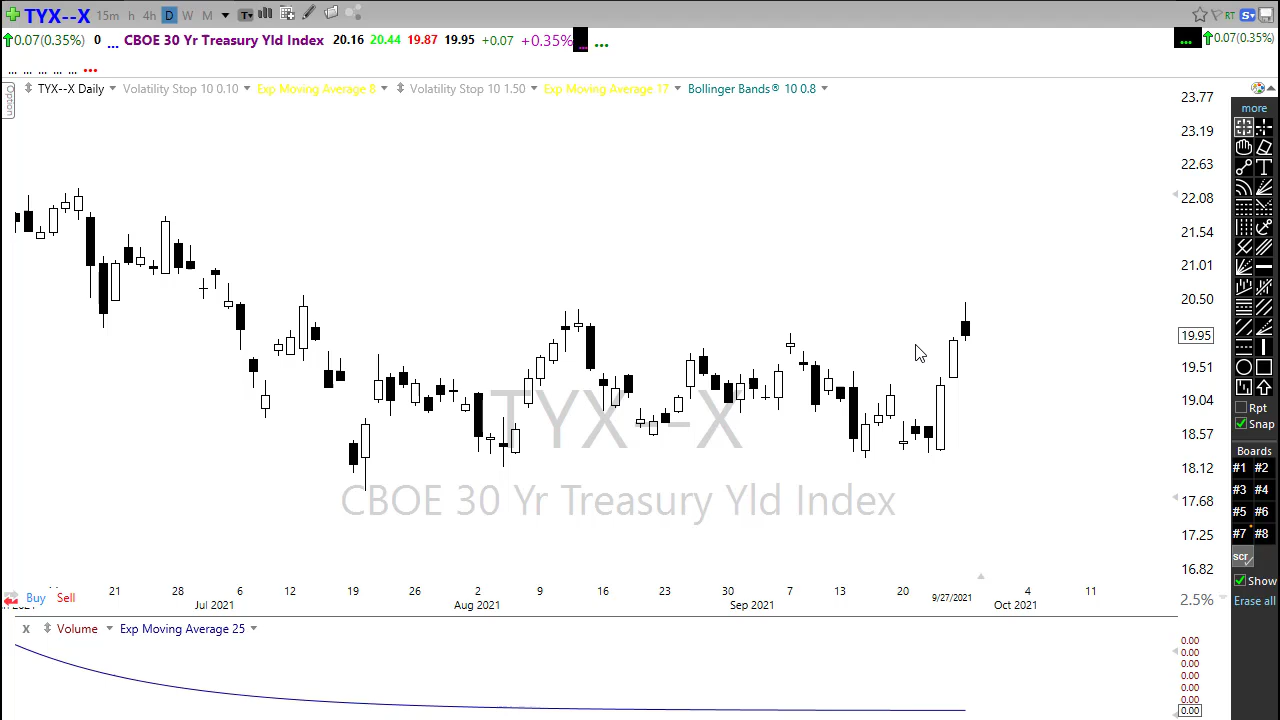 TYX--X 15m h 4h D W M T RT S
0.07(0.35%) 0 ... CBOE 30 Yr Treasury Yld Index 20.16 20.44 19.87 19.95 +0.07 +0.35% ... ... ... 0.07(0.35%)
... ... ... ... ... ...
Option
TYX--X Daily Volatility Stop 10 0.10 Exp Moving Average 8 Volatility Stop 10 1.50 Exp Moving Average 17 Bollinger Bands® 10 0.8
23.77
23.19
22.63
22.08
21.54
21.01
20.50
19.95
19.51
19.04
18.57
18.12
17.68
17.25
16.82
TYX--X
CBOE 30 Yr Treasury Yld Index
more
T
Rpt
Snap
Boards
#1 #2
#3 #4
#5 #6
#7 #8
scr
Show
Erase all
21 28 6 12 19 26 2 9 16 23 30 7 13 20 9/27/2021 4 11
Jul 2021 Aug 2021 Sep 2021 Oct 2021
Buy Sell
2.5%
X Volume Exp Moving Average 25
0.00
0.00
0.00
0.00
0.00
0.00
0.00